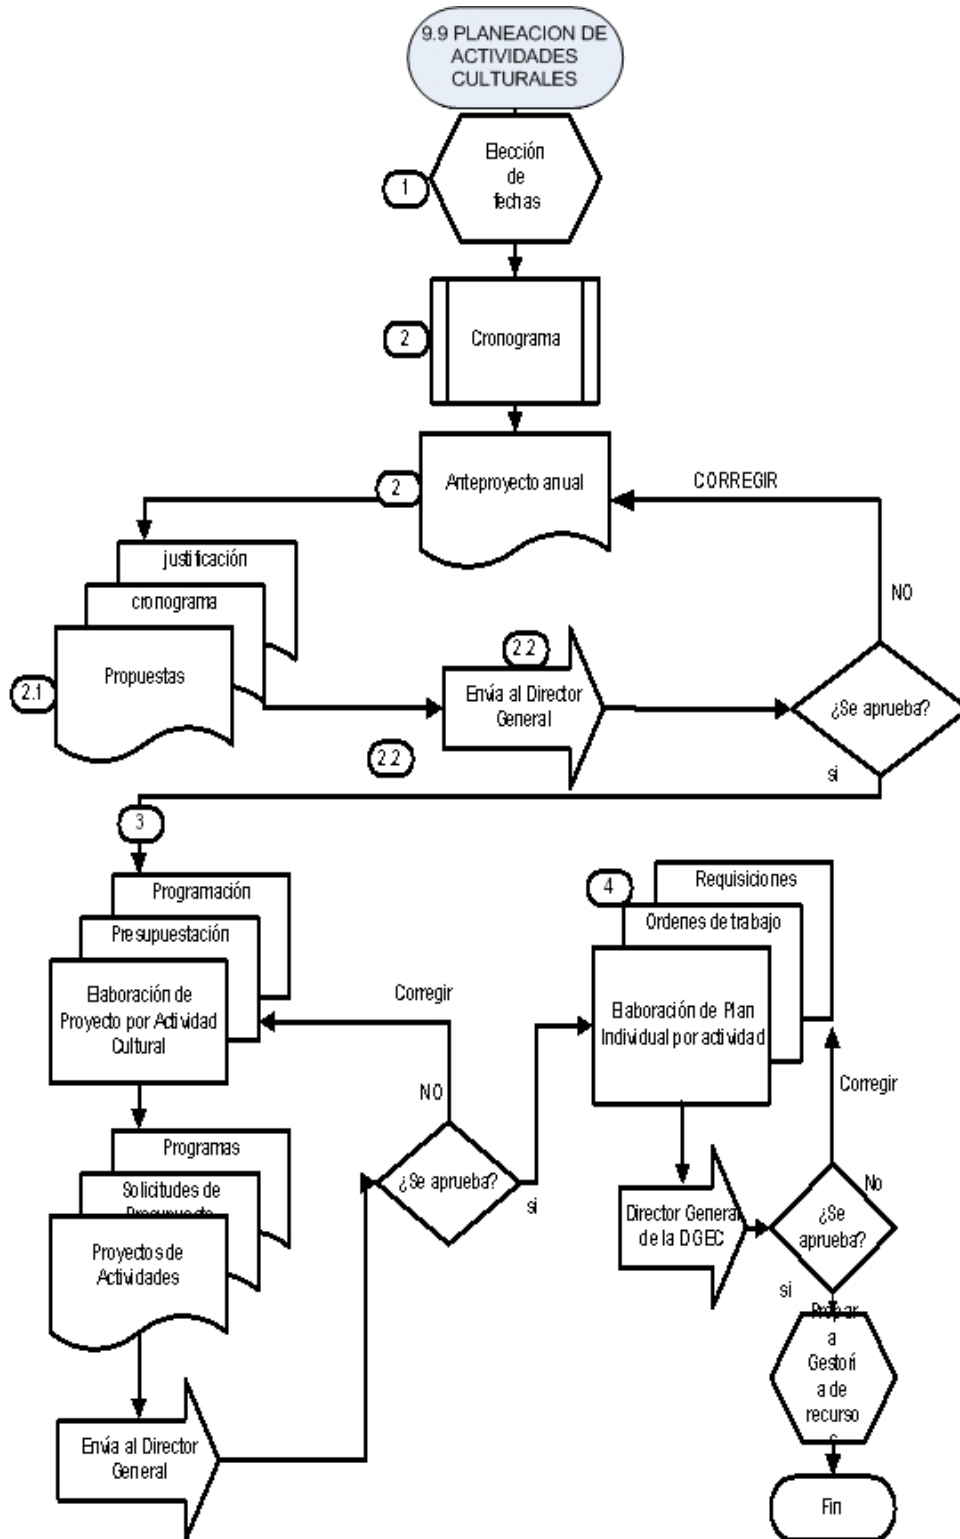 9.9 PLANEACION DE
ACTIVIDADES
CULTURALES
1
Elección
de
fechas
2
Cronograma
2
Anteproyecto anual
CORREGIR
justificación
cronograma
2.1
Propuestas
2.2
Envía al Director
General
NO
¿Se aprueba?
2.2
si
3
Programación
Presupuestación
Elaboración de
Proyecto por Actividad
Cultural
Corregir
NO
4
Requisiciones
Ordenes de trabajo
Elaboración de Plan
Individual por actividad
Corregir
Programas
Solicitudes de
Proyectos de
Actividades
¿Se aprueba?
si
Director General
de la DGEC
No
¿Se
aprueba?
si
a
Gestorí
a de
recurso
Envía al Director
General
Fin